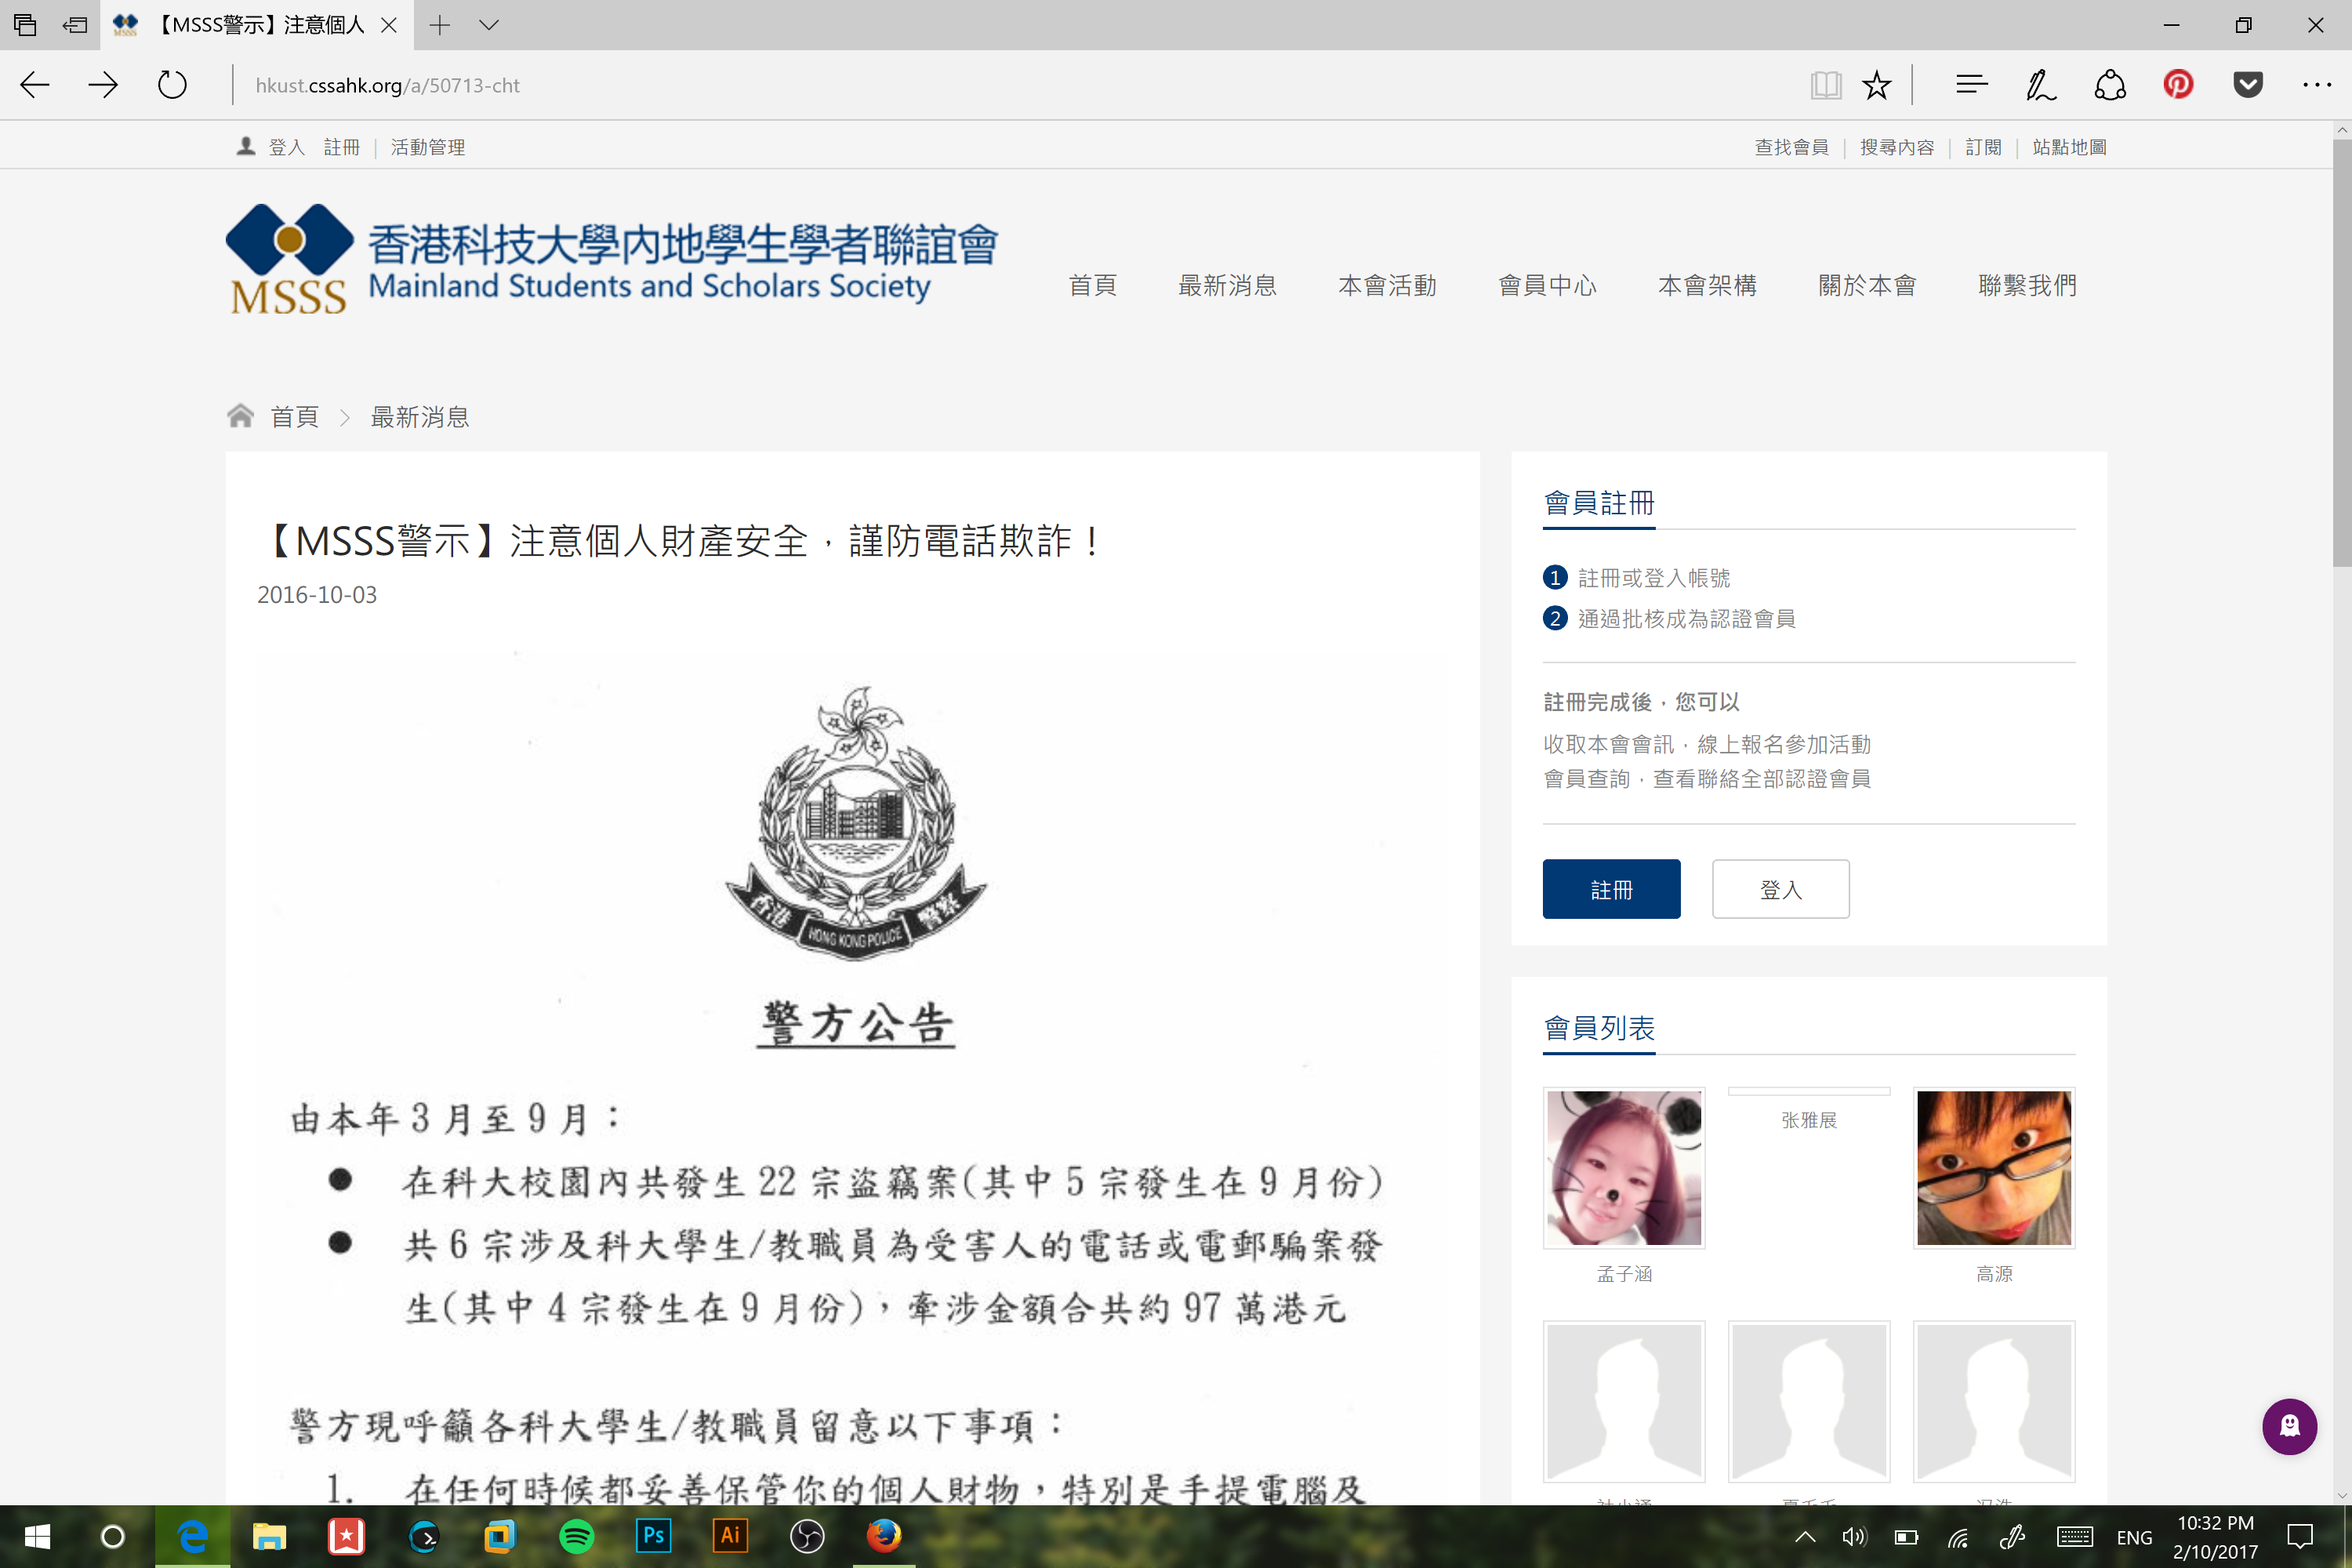 【MSSS警示】注意個人
hkust.cssahk.org/a/50713-cht
登入 註冊 | 活動管理
查找會員 | 搜尋內容 | 訂閱 | 站點地圖
MSSS
香港科技大學內地學生學者聯誼會
Mainland Students and Scholars Society
首頁 最新消息 本會活動 會員中心 本會架構 關於本會 聯繫我們
首頁 > 最新消息
【MSSS警示】注意個人財產安全，謹防電話欺詐！
2016-10-03
香港 HONG KONG POLICE 警察
警方公告
由本年 3 月至 9 月：
● 在科大校園內共發生 22 宗盜竊案(其中 5 宗發生在 9 月份)
● 共 6 宗涉及科大學生/教職員為受害人的電話或電郵騙案發
生(其中 4 宗發生在 9 月份)，牽涉金額合共約 97 萬港元
警方現呼籲各科大學生/教職員留意以下事項：
1. 在任何時候都妥善保管你的個人財物，特別是手提電腦及
會員註冊
1 註冊或登入帳號
2 通過批核成為認證會員
註冊完成後，您可以
收取本會會訊，線上報名參加活動
會員查詢，查看聯絡全部認證會員
註冊 登入
會員列表
张雅展
孟子涵 高源
Ps Ai
ENG
10:32 PM
2/10/2017